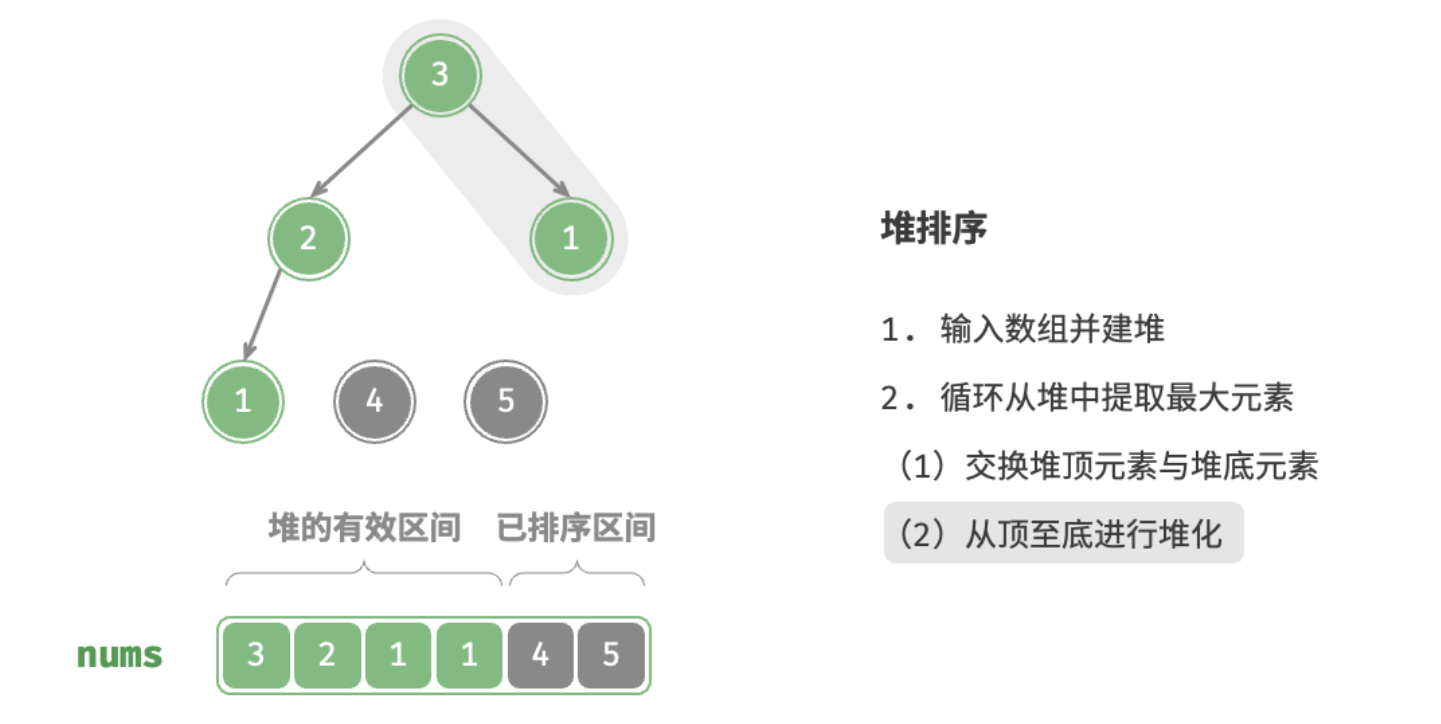 3
2
1
1
4
5
堆的有效区间
已排序区间
nums
3 2 1 1 4 5
堆排序
1. 输入数组并建堆
2. 循环从堆中提取最大元素
（1）交换堆顶元素与堆底元素
（2）从顶至底进行堆化